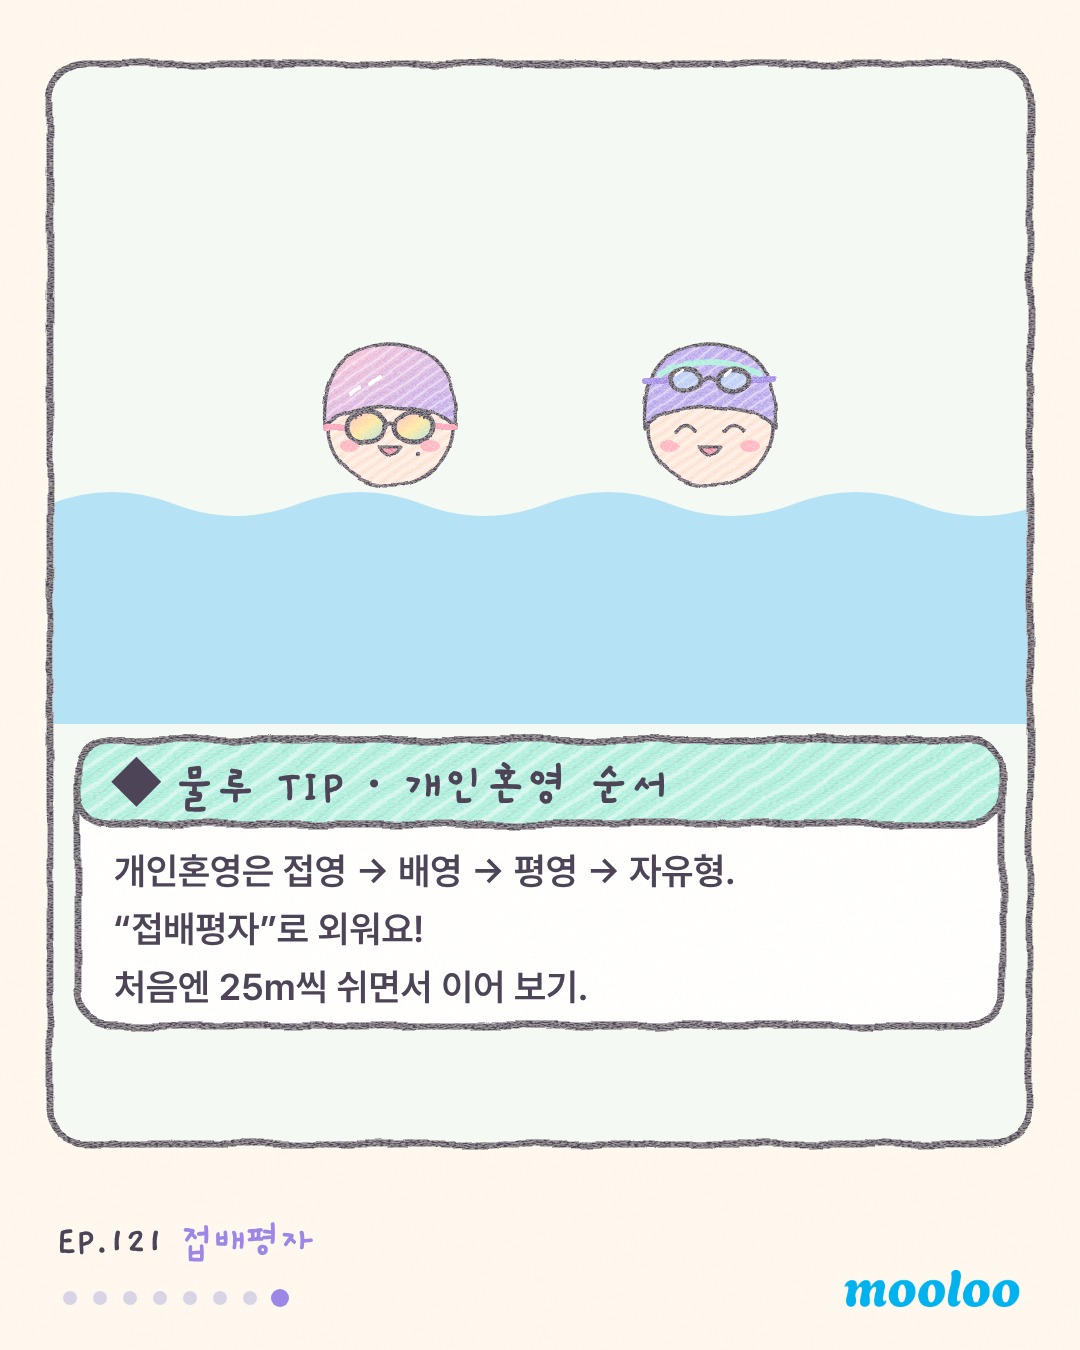 ◆ 물루 TIP · 개인혼영 순서
개인혼영은 접영 → 배영 → 평영 → 자유형.
“접배평자”로 외워요!
처음엔 25m씩 쉬면서 이어 보기.
EP.121 접배평자
mooloo